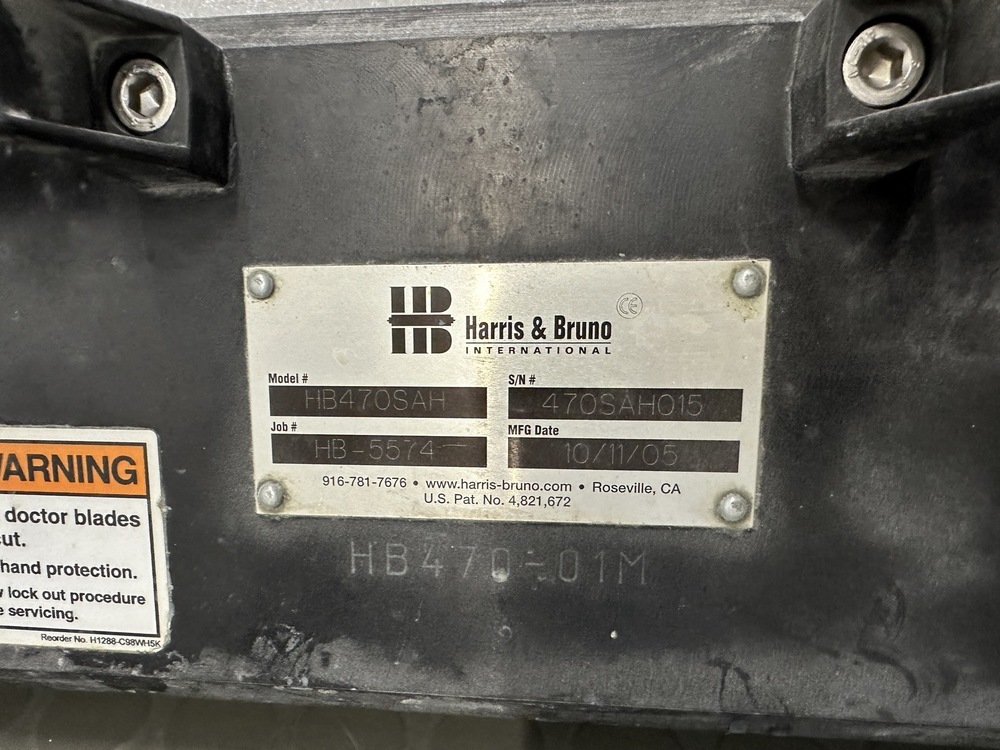 HB
Harris & Bruno
CE
INTERNATIONAL
Model #
HB470SAH
S/N #
470SAH015
Job #
HB-5574
MFG Date
10/11/05
916-781-7676 • www.harris-bruno.com • Roseville, CA
U.S. Pat. No. 4,821,672
HB470-01M
WARNING
doctor blades
cut.
hand protection.
lock out procedure
servicing.
Reorder No. H1288-C98WH5K